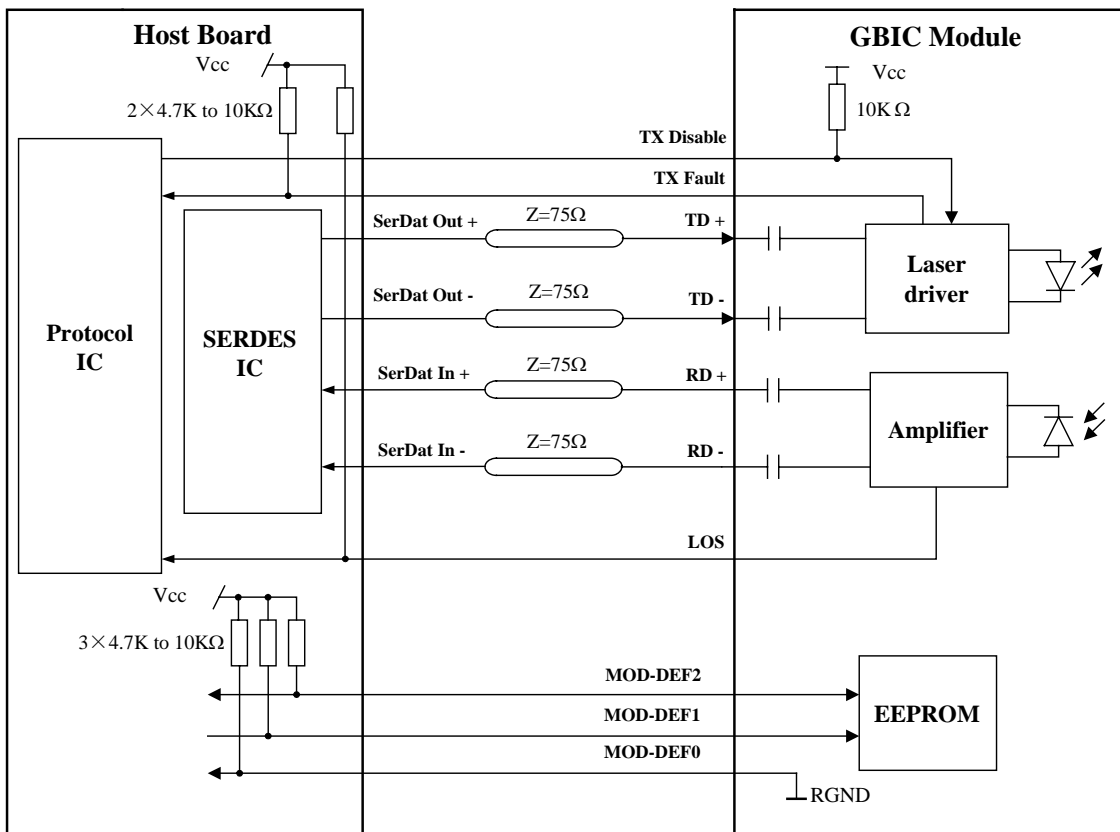 Host Board
GBIC Module
Vcc
Vcc
2×4.7K to 10KΩ
10K Ω
TX Disable
TX Fault
SerDat Out +
Z=75Ω
TD +
Laser
driver
SerDat Out -
Z=75Ω
TD -
Protocol
IC
SERDES
IC
SerDat In +
Z=75Ω
RD +
Amplifier
SerDat In -
Z=75Ω
RD -
LOS
Vcc
3×4.7K to 10KΩ
MOD-DEF2
EEPROM
MOD-DEF1
MOD-DEF0
RGND